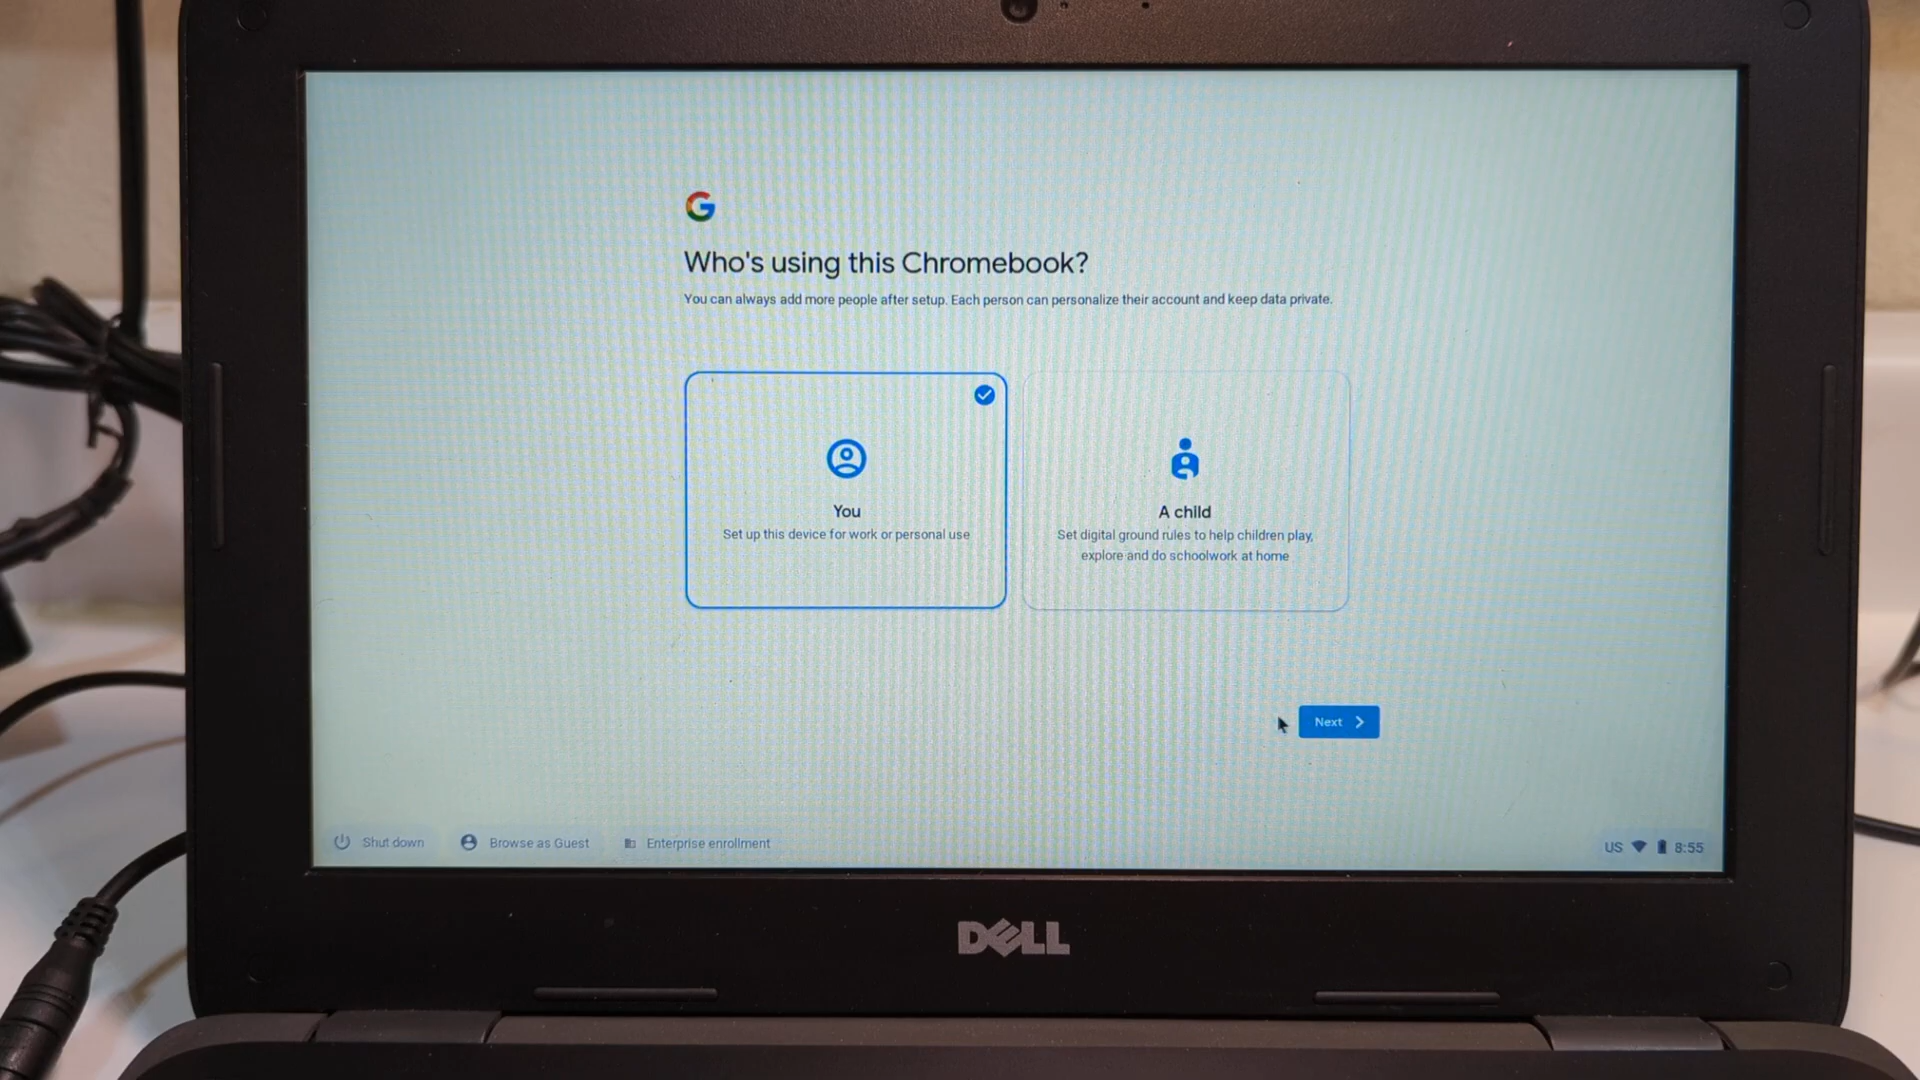 Who's using this Chromebook?
You can always add more people after setup. Each person can personalize their account and keep data private.
You
Set up this device for work or personal use
A child
Set digital ground rules to help children play,
explore and do schoolwork at home
Next
Shut down
Browse as Guest
Enterprise enrollment
US
8:55
DELL